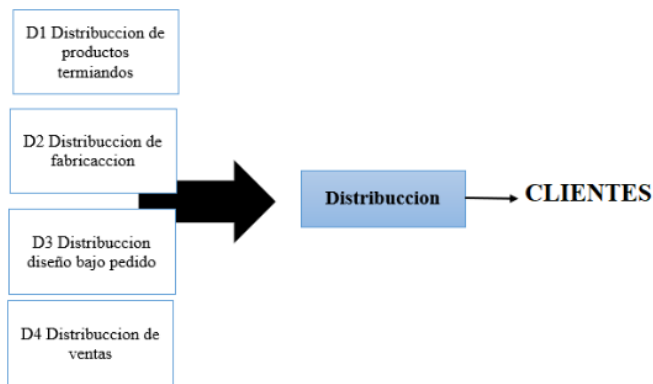 D1 Distribuccion de
productos
termiandos
D2 Distribuccion de
fabricaccion
D3 Distribuccion
diseño bajo pedido
D4 Distribuccion de
ventas
Distribuccion
CLIENTES